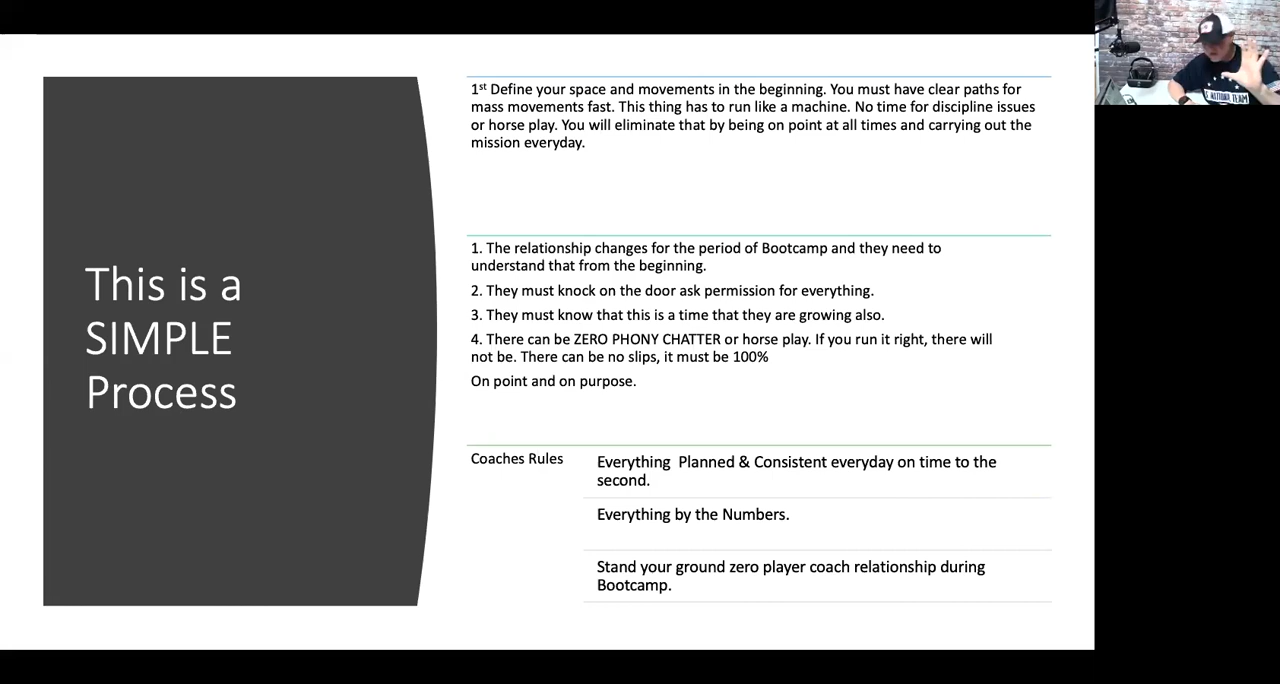 This is a
SIMPLE
Process
1st Define your space and movements in the beginning. You must have clear paths for
mass movements fast. This thing has to run like a machine. No time for discipline issues
or horse play. You will eliminate that by being on point at all times and carrying out the
mission everyday.
1. The relationship changes for the period of Bootcamp and they need to
understand that from the beginning.
2. They must knock on the door ask permission for everything.
3. They must know that this is a time that they are growing also.
4. There can be ZERO PHONY CHATTER or horse play. If you run it right, there will
not be. There can be no slips, it must be 100%
On point and on purpose.
Coaches Rules
Everything  Planned & Consistent everyday on time to the
second.
Everything by the Numbers.
Stand your ground zero player coach relationship during
Bootcamp.
TEAM